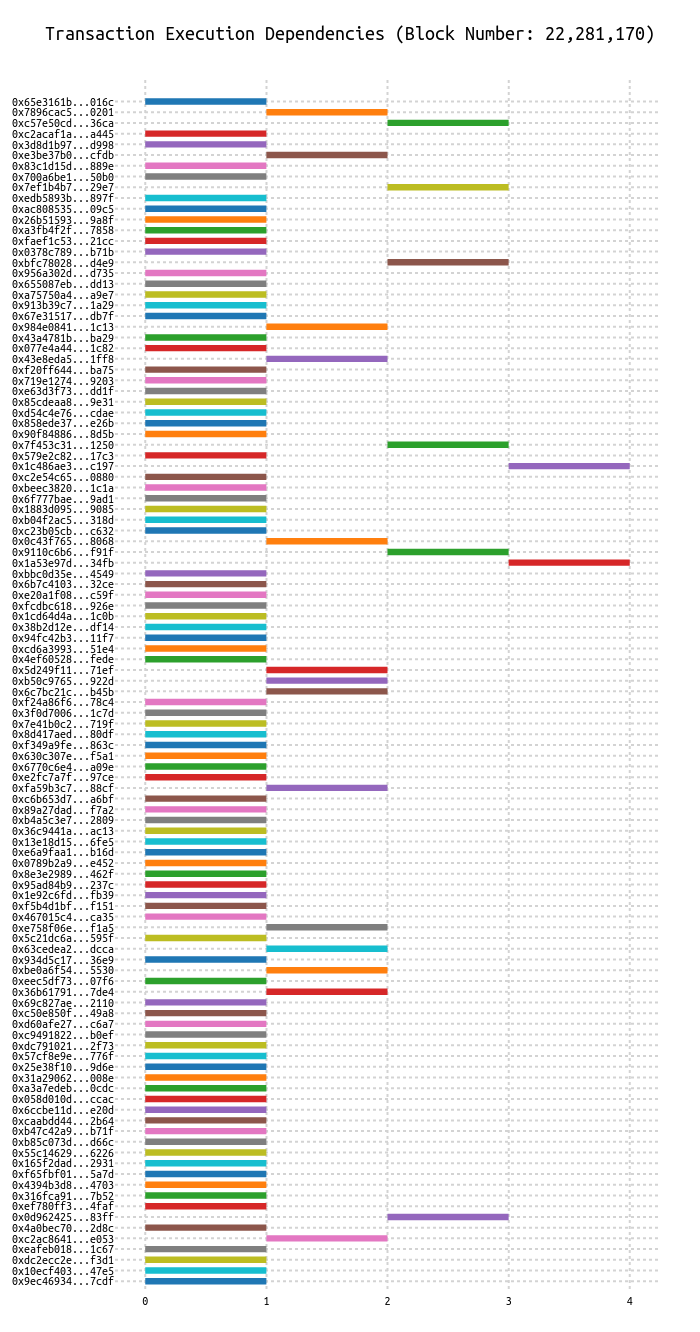 Transaction Execution Dependencies (Block Number: 22,281,170)
0x65e3161b...016c
0x7896cac5...0201
0xc57e50cd...36ca
0xc2acaf1a...a445
0x3d8d1b97...d998
0xe3be37b0...cfdb
0x83c1d15d...889e
0x700a6be1...50b0
0x7ef1b4b7...29e7
0xedb5893b...897f
0xac808535...09c5
0x26b51593...9a8f
0xa3fb4f2f...7858
0xfaef1c53...21cc
0x0378c789...b71b
0xbfc78028...d4e9
0x956a302d...d735
0x655087eb...dd13
0xa75750a4...a9e7
0x913b39c7...1a29
0x67e31517...db7f
0x984e0841...1c13
0x43a4781b...ba29
0x077e4a44...1c82
0x43e8eda5...1ff8
0xf20ff644...ba75
0x719e1274...9203
0xe63d3f73...dd1f
0x85cdeaa8...9e31
0xd54c4e76...cdae
0x858ede37...e26b
0x90f84886...8d5b
0x7f453c31...1250
0x579e2c82...17c3
0x1c486ae3...c197
0xc2e54c65...0880
0xbeec3820...1c1a
0x6f777bae...9ad1
0x1883d095...9085
0xb04f2ac5...318d
0xc23b05cb...c632
0x0c43f765...8068
0x9110c6b6...f91f
0x1a53e97d...34fb
0xbbc0d35e...4549
0x6b7c4103...32ce
0xe20a1f08...c59f
0xfcdbc618...926e
0x1cd64d4a...1c0b
0x38b2d12e...df14
0x94fc42b3...11f7
0xcd6a3993...51e4
0x4ef60528...fede
0x5d249f11...71ef
0xb50c9765...922d
0x6c7bc21c...b45b
0xf24a86f6...78c4
0x3f0d7006...1c7d
0x7e41b0c2...719f
0x8d417aed...80df
0xf349a9fe...863c
0x630c307e...f5a1
0x6770c6e4...a09e
0xe2fc7a7f...97ce
0xfa59b3c7...88cf
0xc6b653d7...a6bf
0x89a27dad...f7a2
0xb4a5c3e7...2809
0x36c9441a...ac13
0x13e18d15...6fe5
0xe6a9faa1...b16d
0x0789b2a9...e452
0x8e3e2989...462f
0x95ad84b9...237c
0x1e92c6fd...fb39
0xf5b4d1bf...f151
0x467015c4...ca35
0xe758f06e...f1a5
0x5c21dc6a...595f
0x63cedea2...dcca
0x934d5c17...36e9
0xbe0a6f54...5530
0xeec5df73...07f6
0x36b61791...7de4
0x69c827ae...2110
0xc50e850f...49a8
0xd60afe27...c6a7
0xc9491822...b0ef
0xdc791021...2f73
0x57cf8e9e...776f
0x25e38f10...9d6e
0x31a29062...008e
0xa3a7edeb...0cdc
0x058d010d...ccac
0x6ccbe11d...e20d
0xcaabdd44...2b64
0xb47c42a9...b71f
0xb85c073d...d66c
0x55c14629...6226
0x165f2dad...2931
0xf65fbf01...5a7d
0x4394b3d8...4703
0x316fca91...7b52
0xef780ff3...4faf
0x0d962425...83ff
0x4a0bec70...2d8c
0xc2ac8641...e053
0xeafeb018...1c67
0xdc2ecc2e...f3d1
0x10ecf403...47e5
0x9ec46934...7cdf
0 1 2 3 4